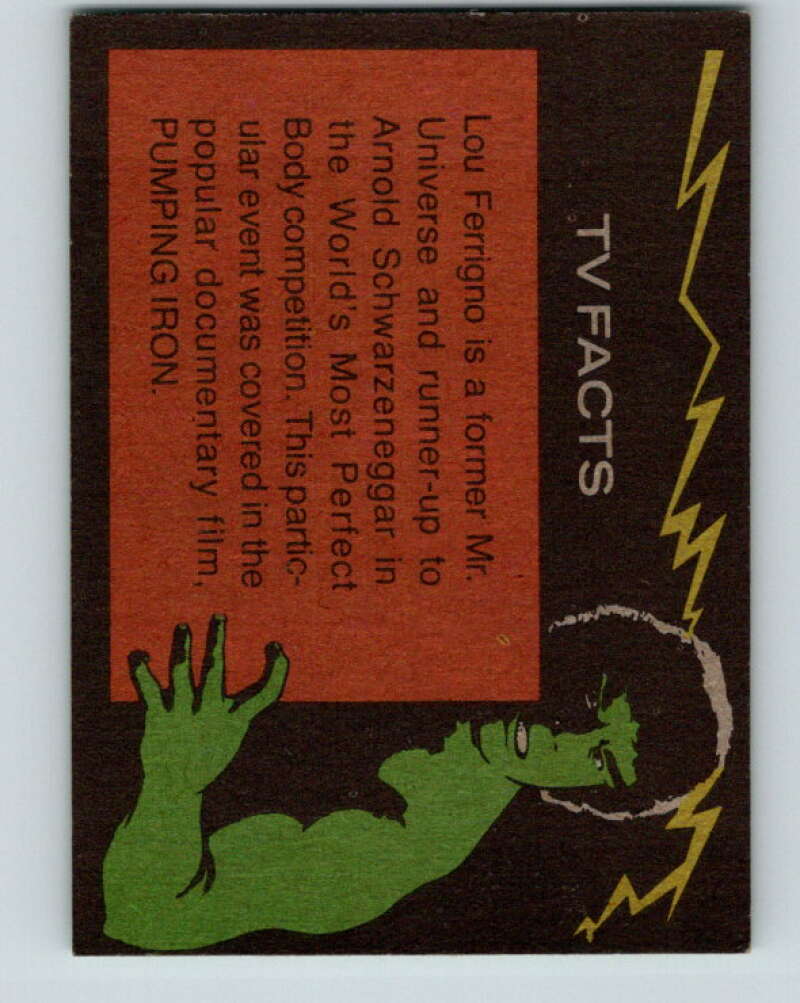 TV FACTS
Lou Ferrigno is a former Mr.
Universe and runner-up to
Arnold Schwarzeneggar in
the World's Most Perfect
Body competition. This partic-
ular event was covered in the
popular documentary film,
PUMPING IRON.